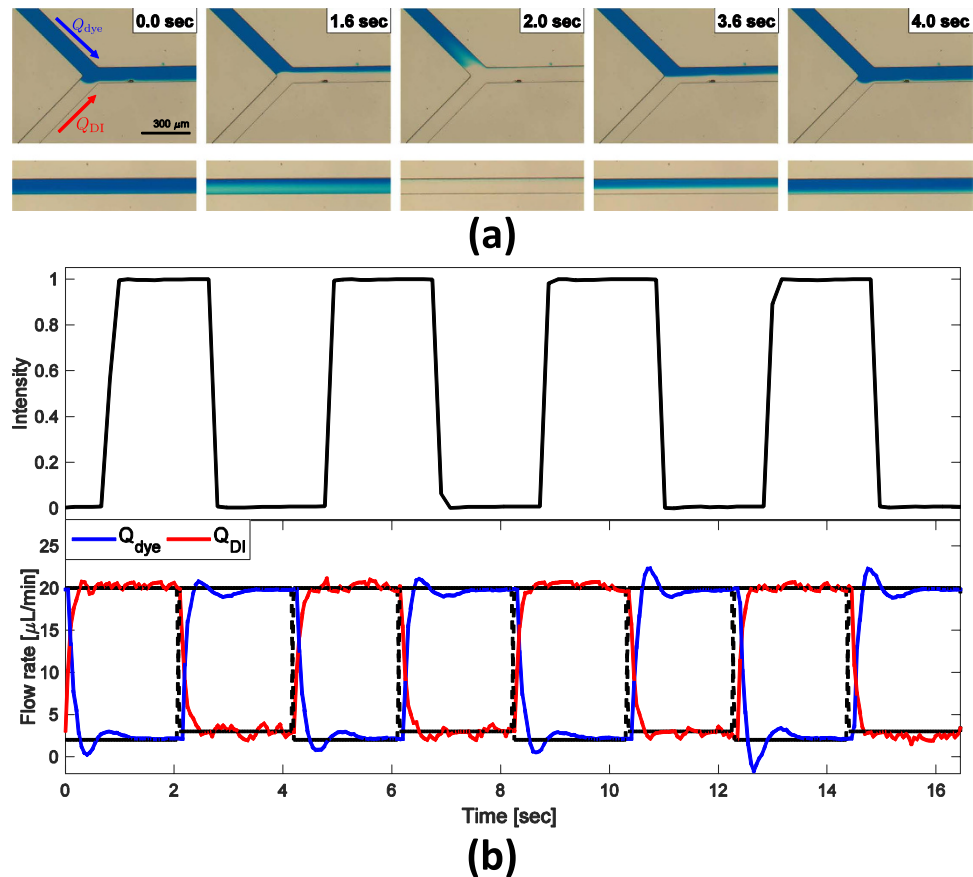 0.0 sec 1.6 sec 2.0 sec 3.6 sec 4.0 sec
Q_dye
Q_DI
300 μm
(a)
1
0.8
0.6
0.4
0.2
0
Intensity
Q_dye Q_DI
25
20
15
10
5
0
Flow rate [μL/min]
0 2 4 6 8 10 12 14 16
Time [sec]
(b)